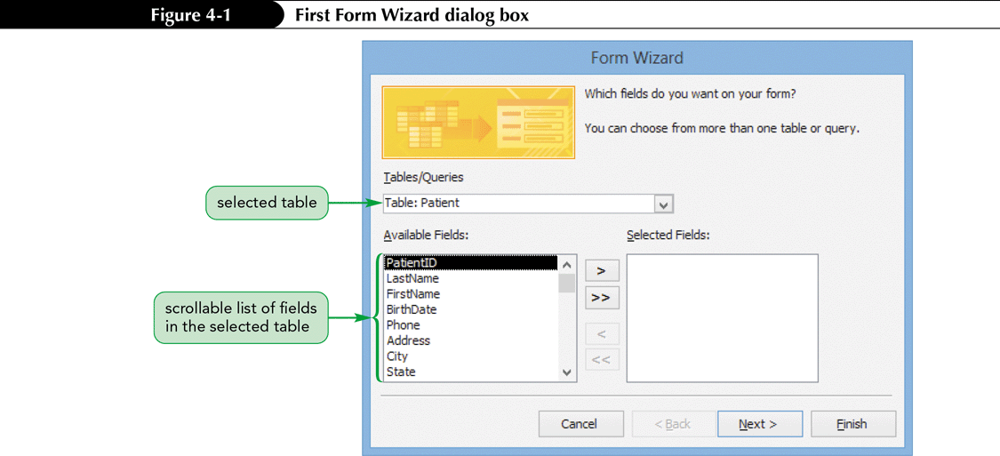 Figure 4-1 First Form Wizard dialog box
Form Wizard
Which fields do you want on your form?
You can choose from more than one table or query.
Tables/Queries
selected table
Table: Patient
Available Fields:
Selected Fields:
PatientID
LastName
FirstName
BirthDate
Phone
Address
City
State
>
>>
<
<<
scrollable list of fields
in the selected table
Cancel
< Back
Next >
Finish